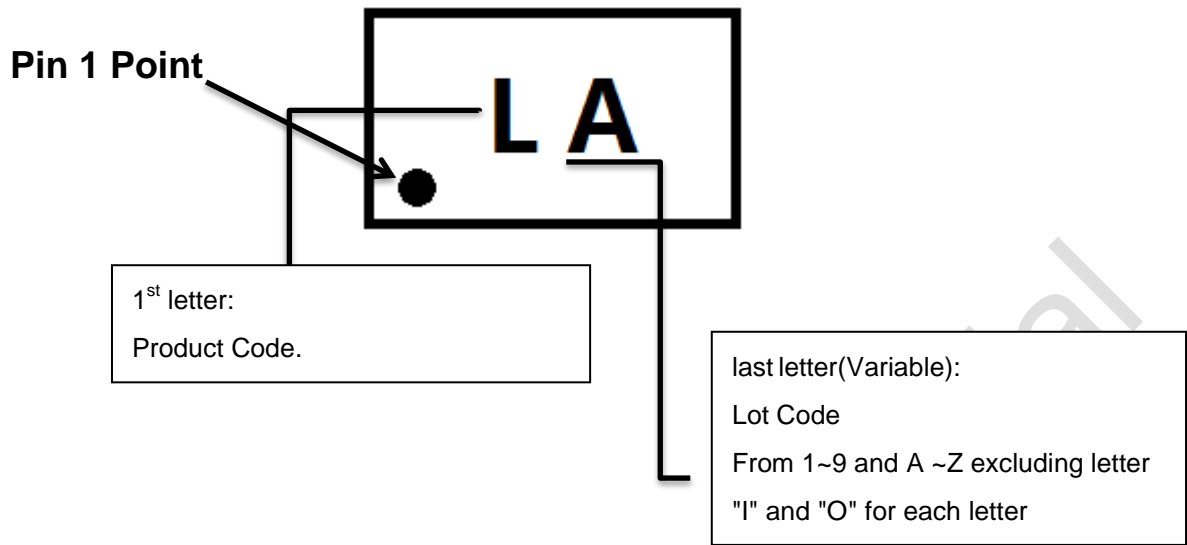 Pin 1 Point
L A
1st letter:
Product Code.
last letter(Variable):
Lot Code
From 1~9 and A ~Z excluding letter
"I" and "O" for each letter